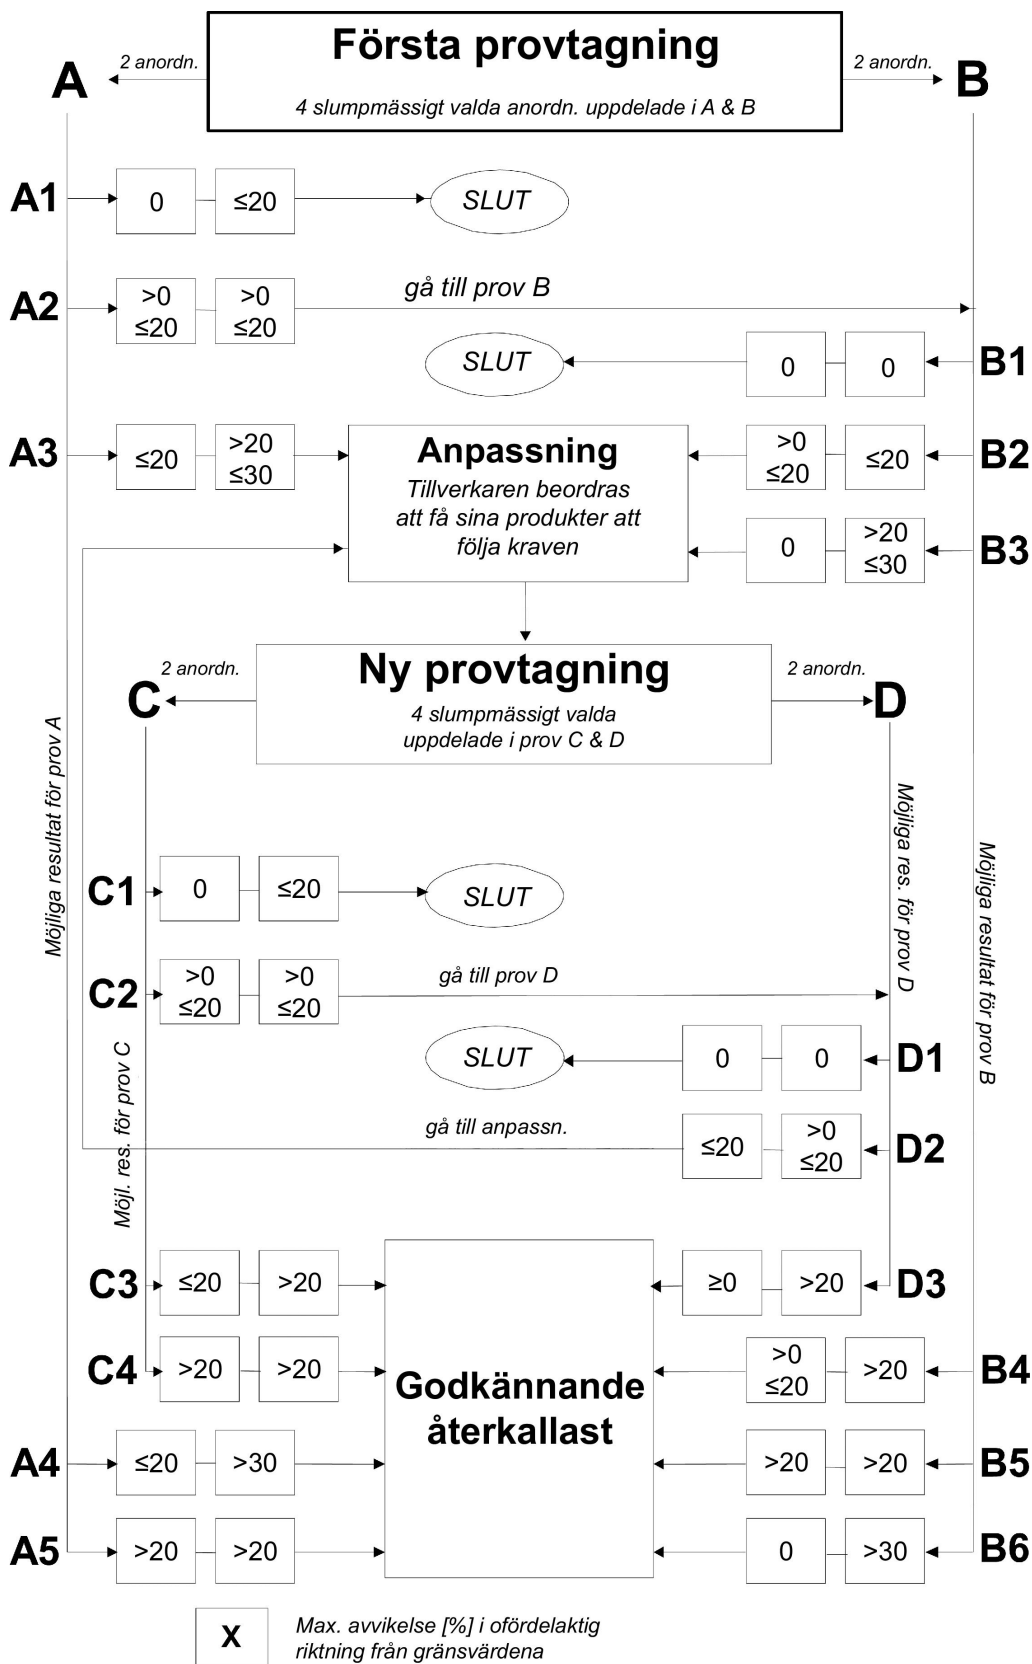 Första provtagning
4 slumpmässigt valda anordn. uppdelade i A & B
A
2 anordn.
2 anordn.
B
A1
0
≤20
SLUT
A2
>0
≤20
>0
≤20
gå till prov B
SLUT
0
0
B1
A3
≤20
>20
≤30
Anpassning
Tillverkaren beordras
att få sina produkter att
följa kraven
>0
≤20
≤20
B2
0
>20
≤30
B3
Ny provtagning
4 slumpmässigt valda
uppdelade i prov C & D
C
2 anordn.
2 anordn.
D
Möjliga resultat för prov A
Möjliga res. för prov D
Möjliga resultat för prov B
C1
0
≤20
SLUT
C2
>0
≤20
>0
≤20
gå till prov D
SLUT
0
0
D1
Möjl. res. för prov C
gå till anpassn.
≤20
>0
≤20
D2
C3
≤20
>20
≥0
>20
D3
C4
>20
>20
Godkännande
återkallast
>0
≤20
>20
B4
A4
≤20
>30
>20
>20
B5
A5
>20
>20
0
>30
B6
X
Max. avvikelse [%] i ofördelaktig
riktning från gränsvärdena